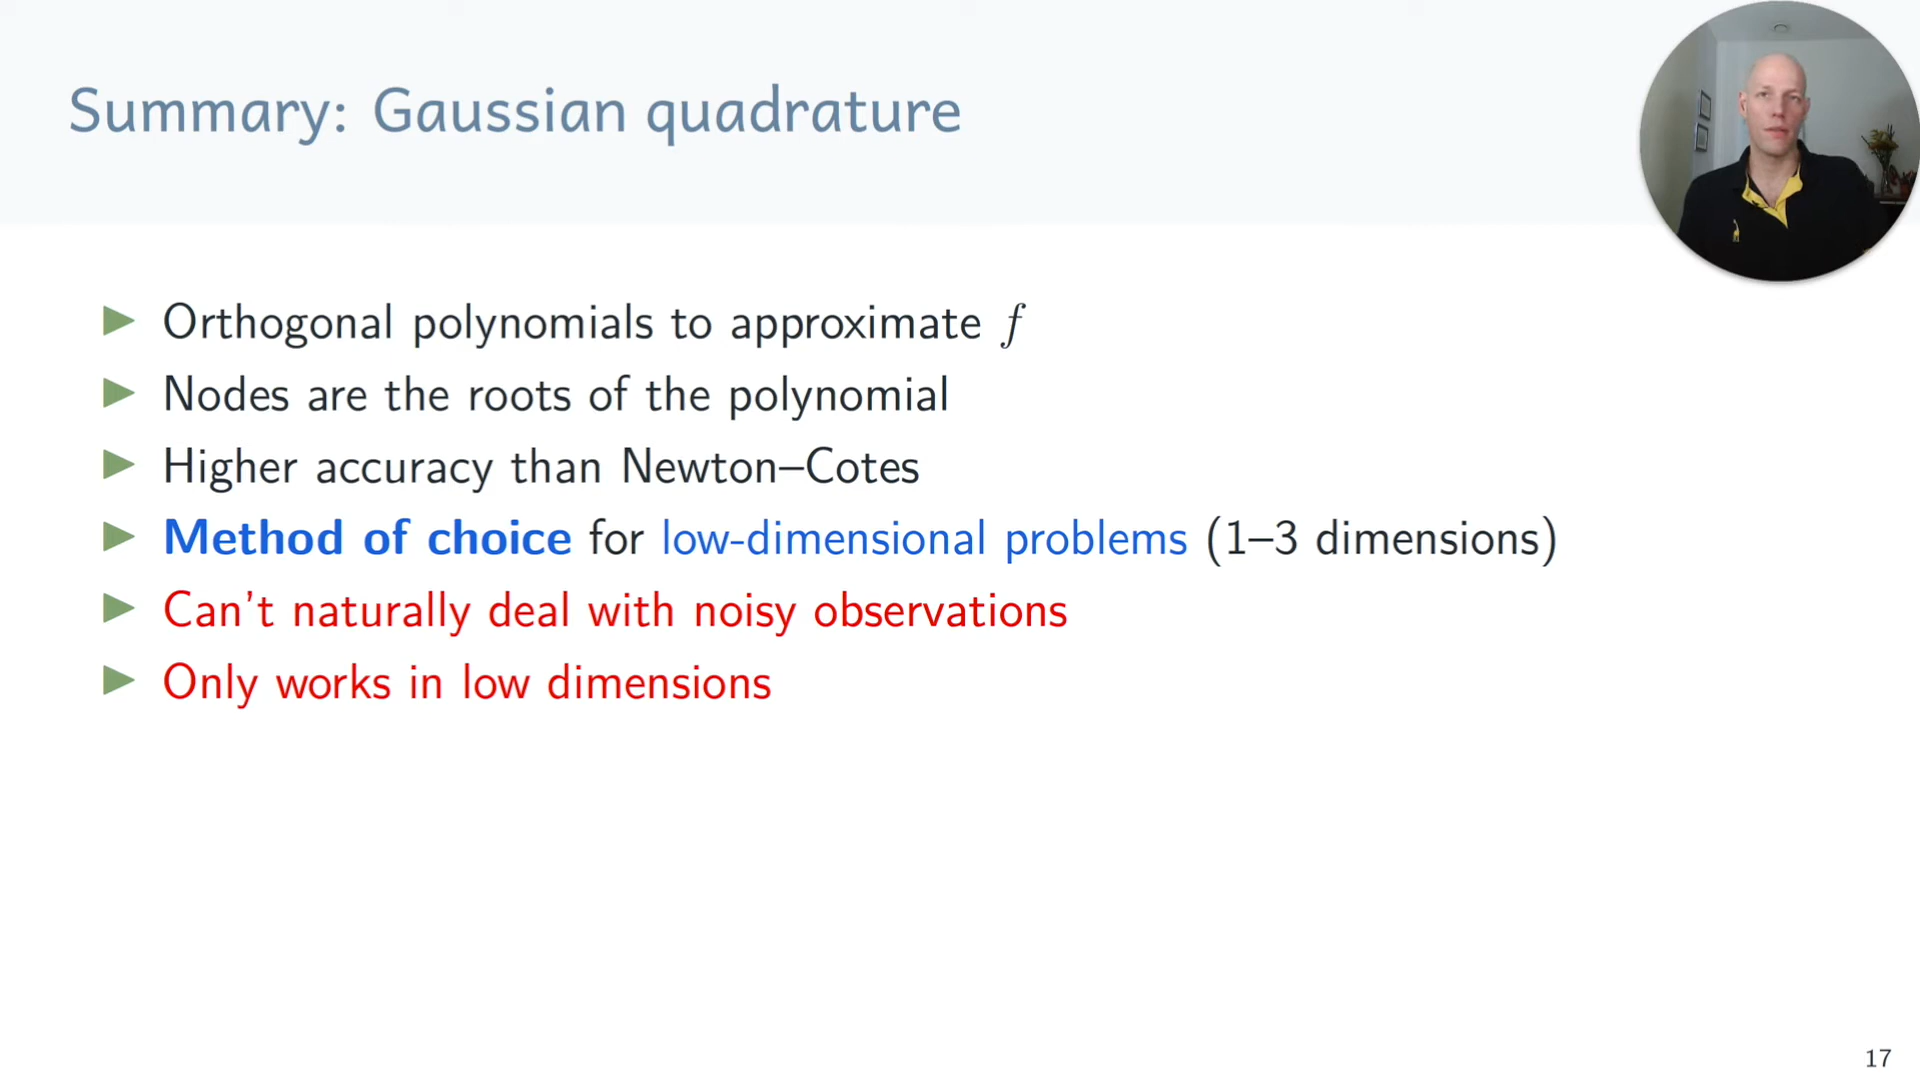 Summary: Gaussian quadrature
Orthogonal polynomials to approximate f
Nodes are the roots of the polynomial
Higher accuracy than Newton–Cotes
Method of choice for low-dimensional problems (1–3 dimensions)
Can't naturally deal with noisy observations
Only works in low dimensions
17